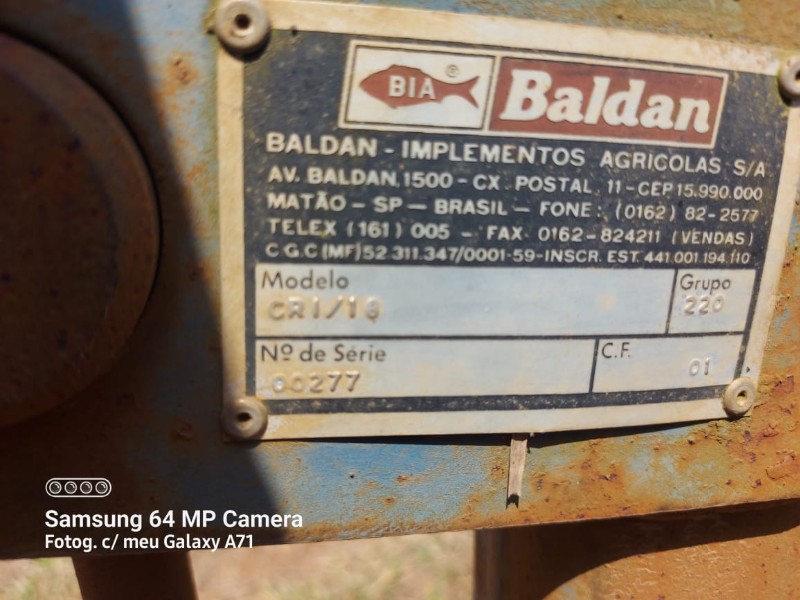 BIA ® Baldan
BALDAN - IMPLEMENTOS AGRICOLAS S/A
AV. BALDAN, 1500 - CX. POSTAL 11 - CEP 15.990.000
MATÃO - SP - BRASIL - FONE: (0162) 82-2577
TELEX (161) 005 - FAX 0162-824211 (VENDAS)
C.G.C (MF) 52.311.347/0001-59-INSCR. EST. 441.001.194.110
Modelo Grupo
220
Nº de Série C.F.
00277 01
Samsung 64 MP Camera
Fotog. c/ meu Galaxy A71